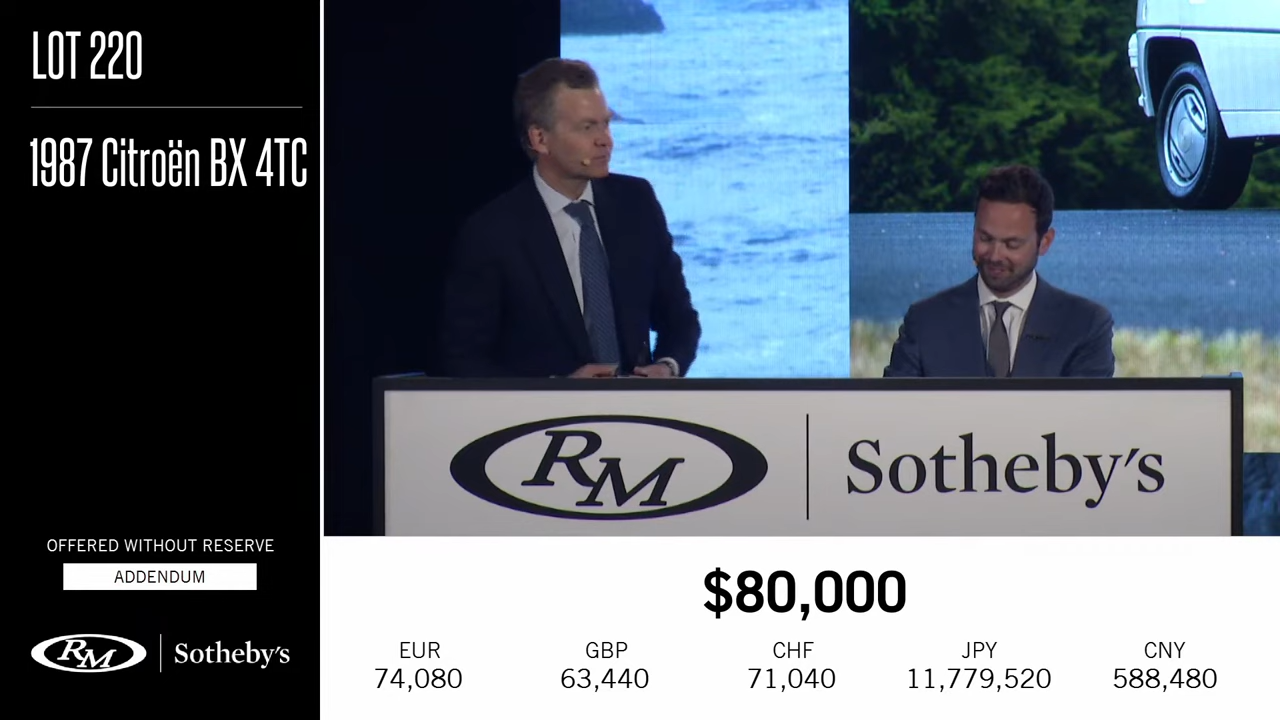 LOT 220
1987 Citroën BX 4TC
OFFERED WITHOUT RESERVE
ADDENDUM
RM Sotheby's
RM Sotheby's
$80,000
EUR GBP CHF JPY CNY
74,080 63,440 71,040 11,779,520 588,480